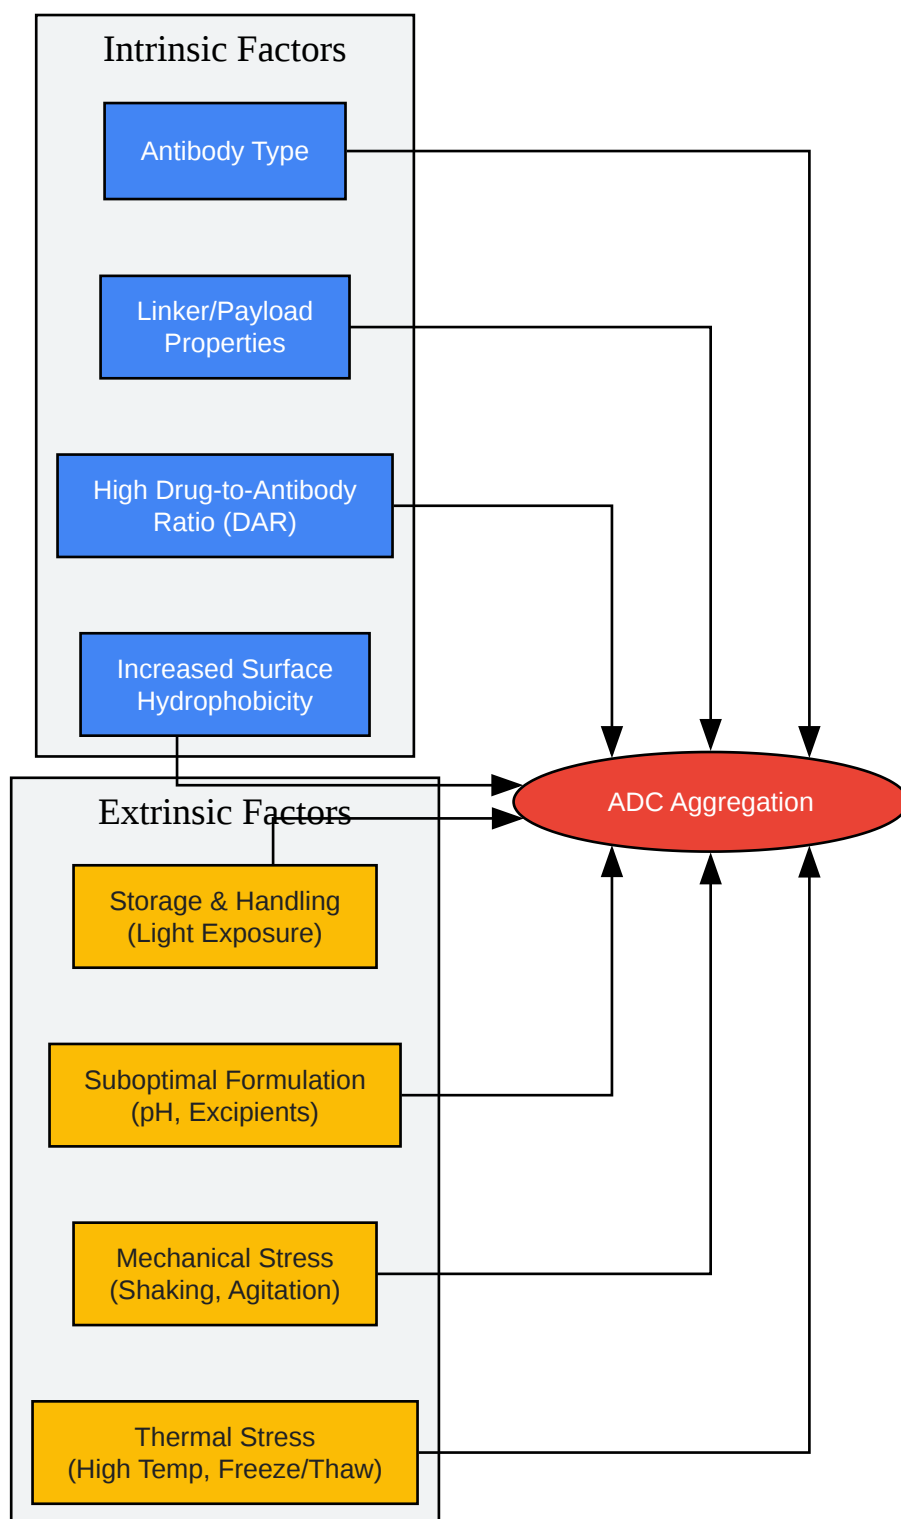 Intrinsic Factors
Antibody Type
Linker/Payload
Properties
High Drug-to-Antibody
Ratio (DAR)
Increased Surface
Hydrophobicity
ADC Aggregation
Extrinsic Factors
Storage & Handling
(Light Exposure)
Suboptimal Formulation
(pH, Excipients)
Mechanical Stress
(Shaking, Agitation)
Thermal Stress
(High Temp, Freeze/Thaw)